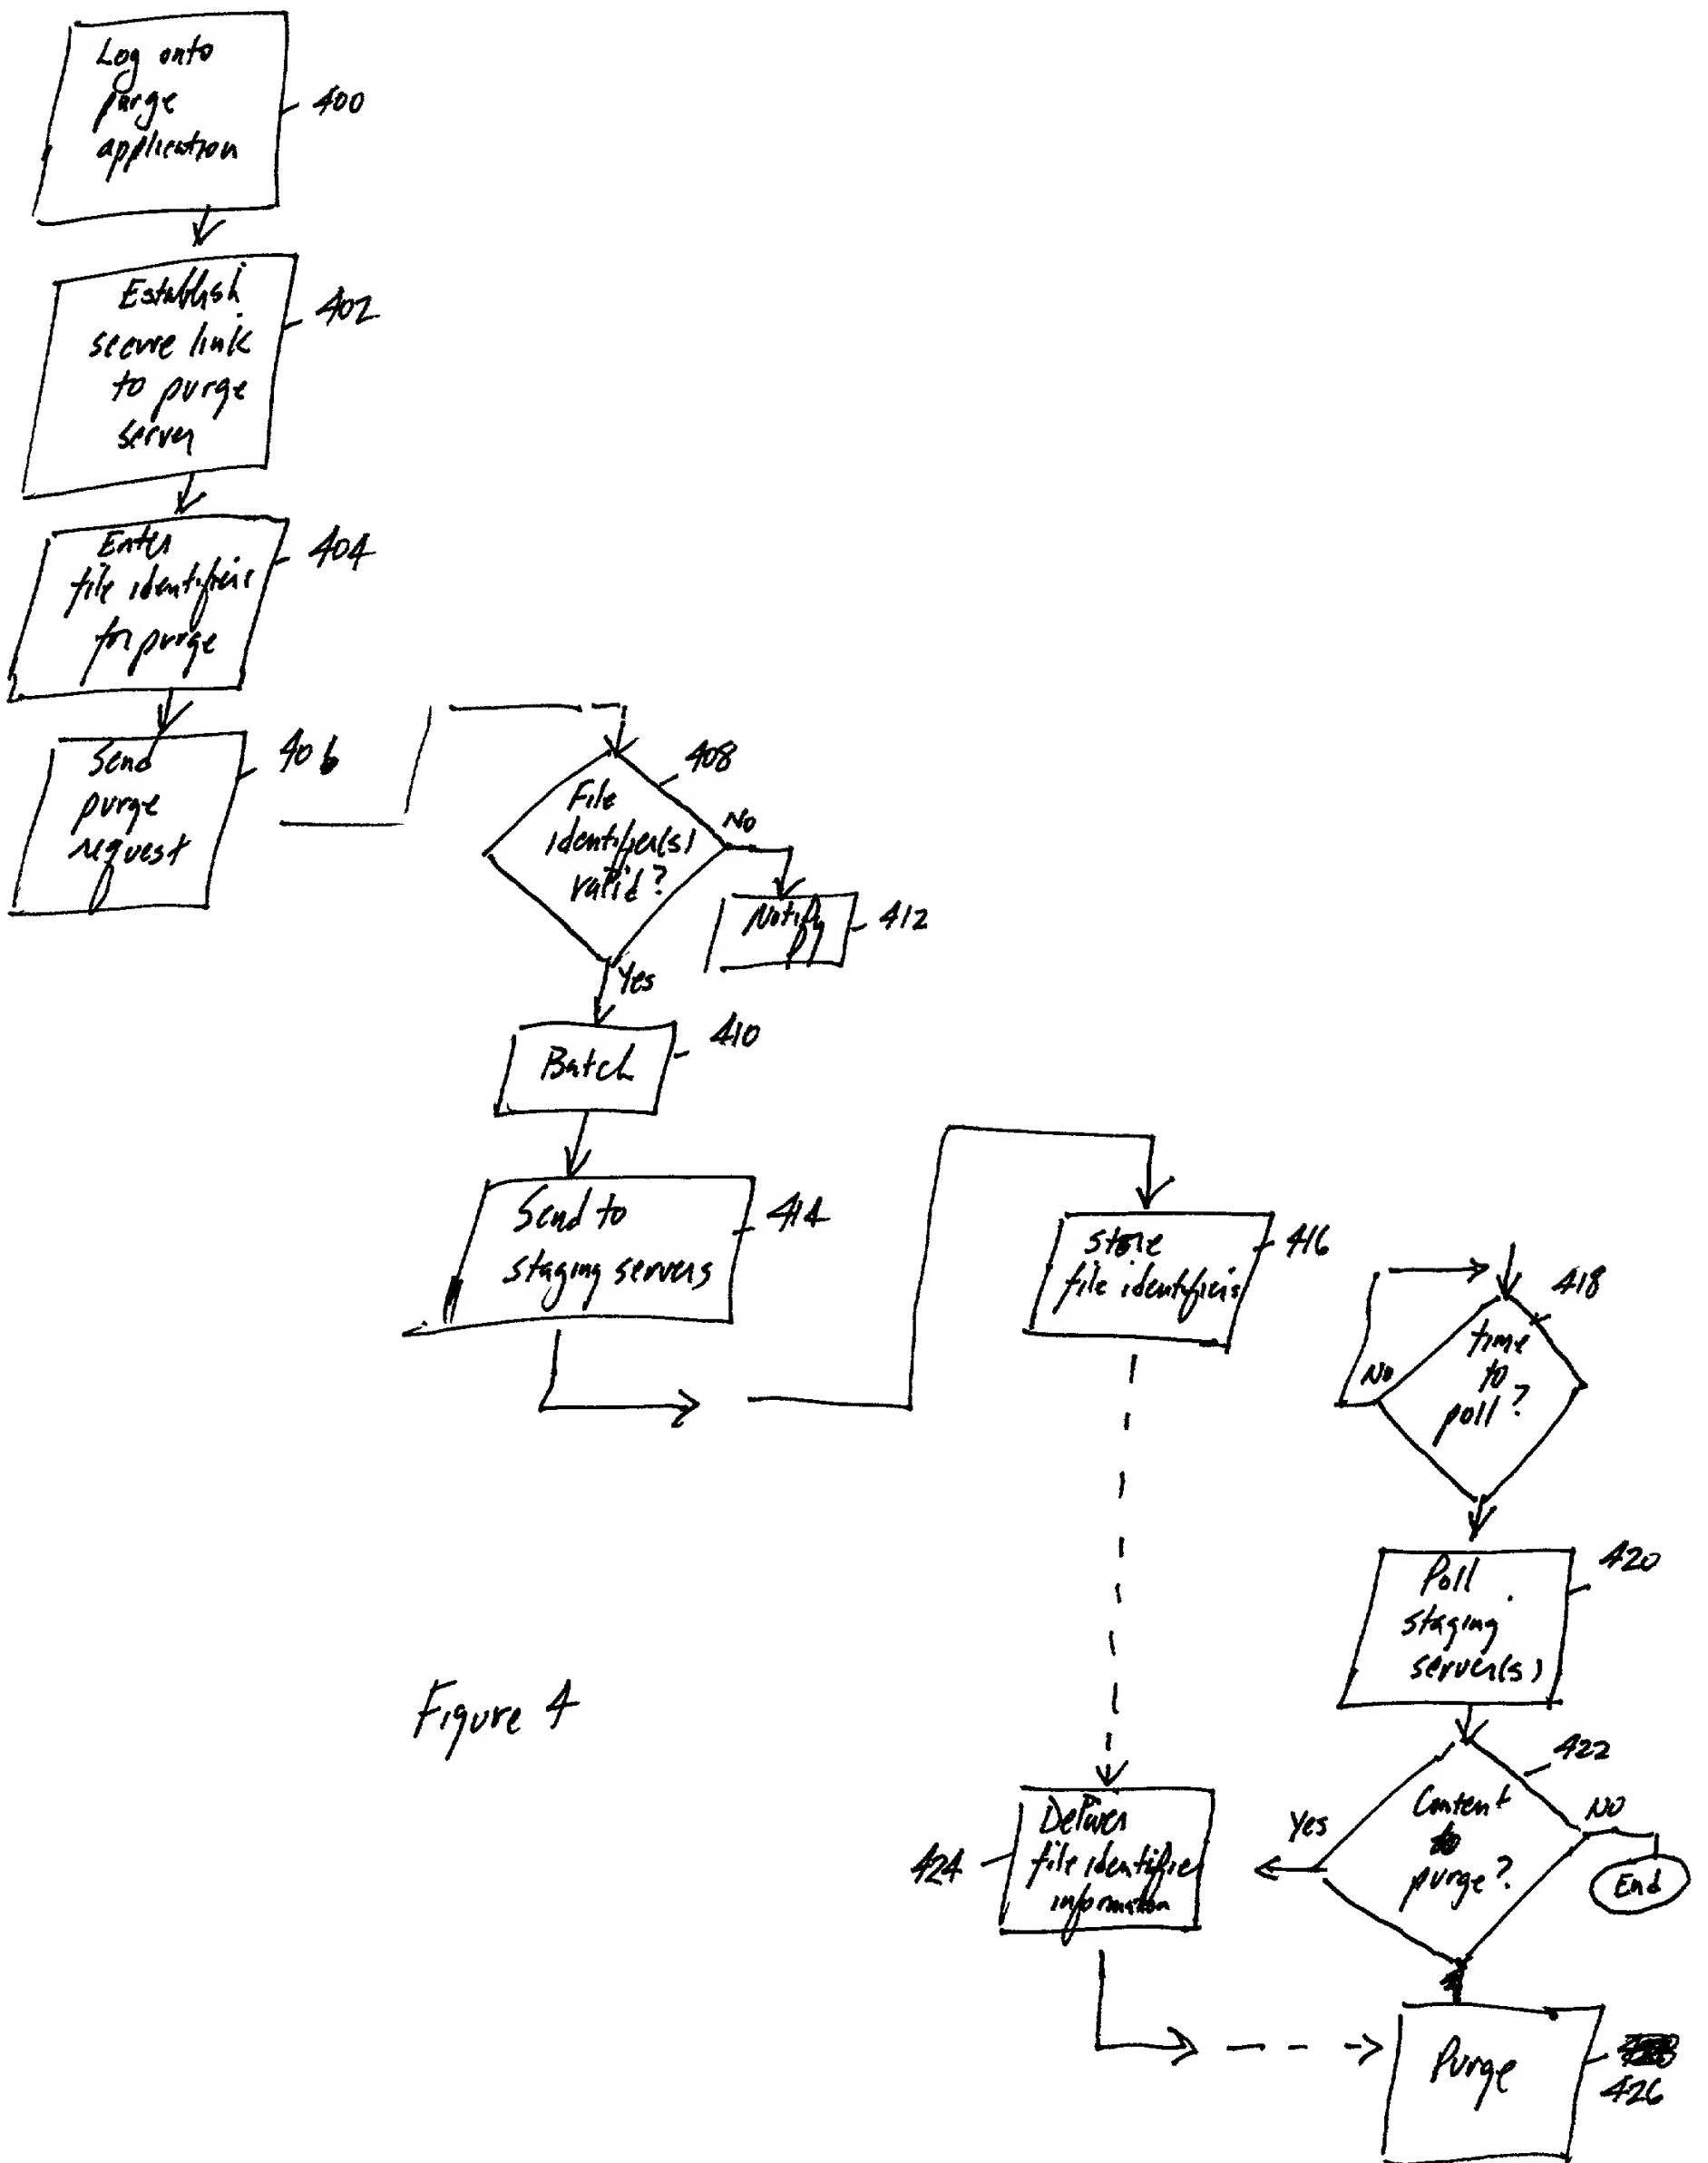 Log onto
purge
application
400
Establish
secure link
to purge
server
402
Enter
file identifiers
for purge
404
Send
purge
request
406
File
identifier(s)
valid?
408
No
Notify
412
Yes
Batch
410
Send to
staging servers
414
Store
file identifiers
416
time
to
poll?
418
No
Poll
staging
server(s)
420
Content
to
purge?
422
Yes
No
End
Deliver
file identifier
information
424
Purge
426
Figure 4